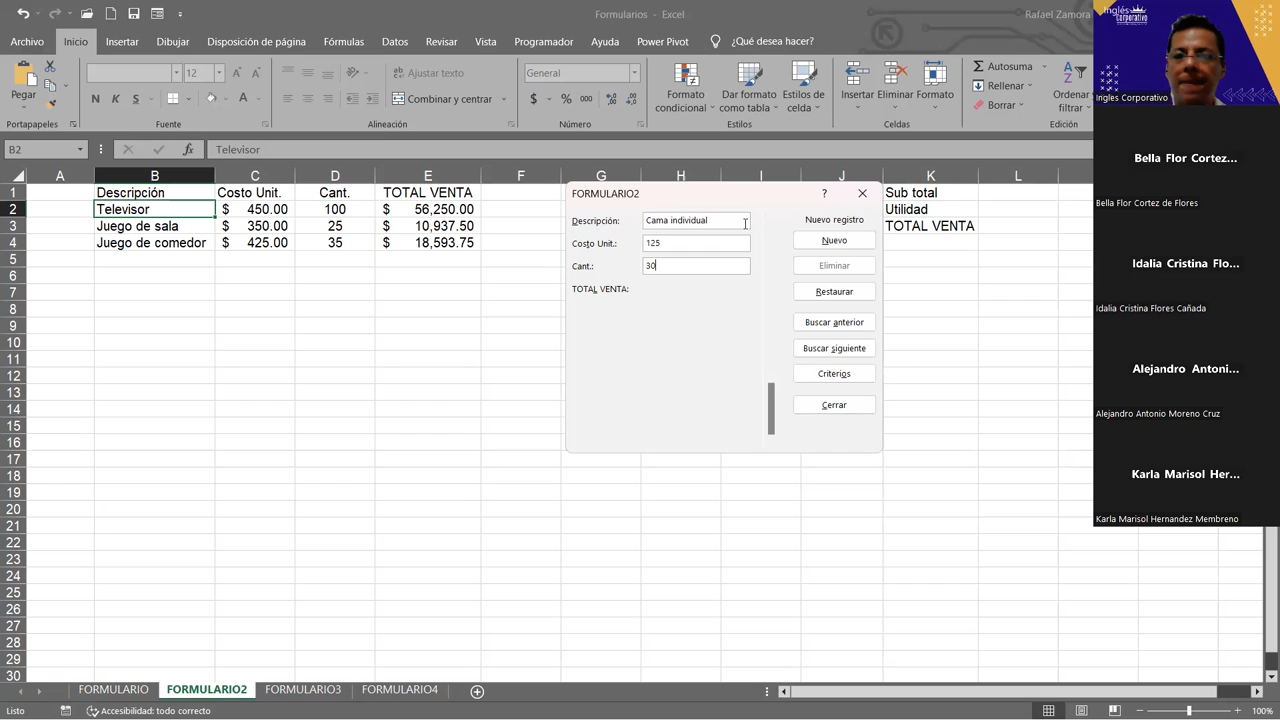 Formularios - Excel
Rafael Zamora
Archivo Inicio Insertar Dibujar Disposición de página Fórmulas Datos Revisar Vista Programador Ayuda Power Pivot ¿Qué desea hacer?
Pegar
12
N K S
Ajustar texto
Combinar y centrar
General
$ % 000
Formato condicional
Dar formato como tabla
Estilos de celda
Insertar Eliminar Formato
Autosuma
Rellenar
Borrar
Ordenar filtrar
Portapapeles Fuente Alineación Número Estilos Celdas Edición
B2 fx Televisor
A B C D E F G H I J K L
1 Descripción Costo Unit. Cant. TOTAL VENTA Sub total
2 Televisor $ 450.00 100 $ 56,250.00 Utilidad
3 Juego de sala $ 350.00 25 $ 10,937.50 TOTAL VENTA
4 Juego de comedor $ 425.00 35 $ 18,593.75
5
6
7
8
9
10
11
12
13
14
15
16
17
18
19
20
21
22
23
24
25
26
27
28
29
30
FORMULARIO2 ?
Descripción: Cama individual
Costo Unit.: 125
Cant.: 30
TOTAL VENTA:
Nuevo registro
Nuevo
Eliminar
Restaurar
Buscar anterior
Buscar siguiente
Criterios
Cerrar
FORMULARIO FORMULARIO2 FORMULARIO3 FORMULARIO4
Listo Accesibilidad: todo correcto 100%
Inglés Corporativo
Ingles Corporativo
Bella Flor Cortez...
Bella Flor Cortez de Flores
Idalia Cristina Flo...
Idalia Cristina Flores Cañada
Alejandro Antoni...
Alejandro Antonio Moreno Cruz
Karla Marisol Her...
Karla Marisol Hernandez Membreno